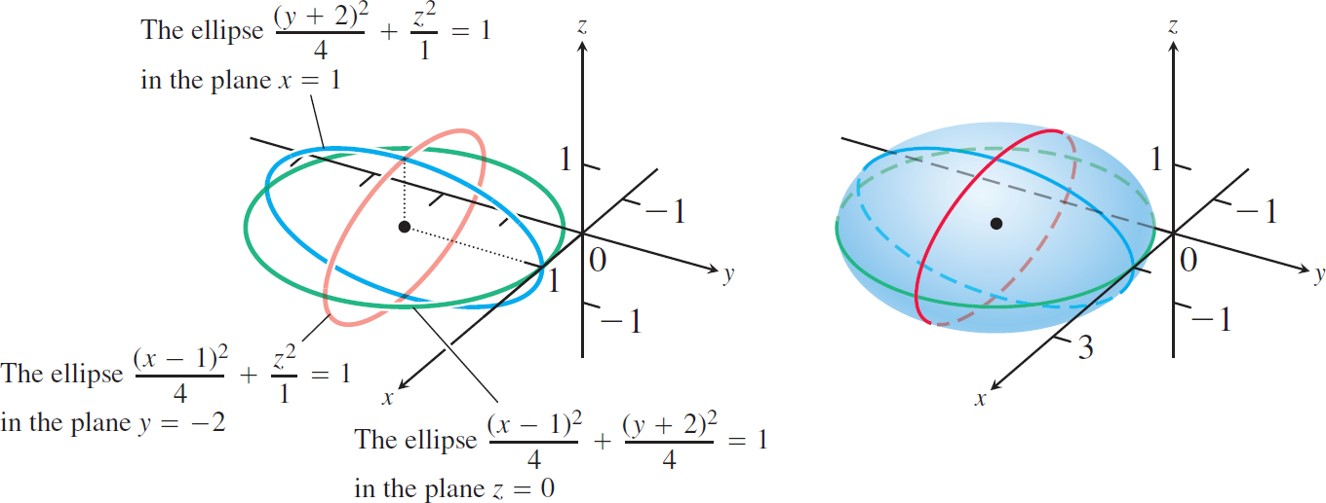 The ellipse (y + 2)²/4 + z²/1 = 1
in the plane x = 1
z
1
−1
0
y
1
−1
x
The ellipse (x − 1)²/4 + z²/1 = 1
in the plane y = −2
The ellipse (x − 1)²/4 + (y + 2)²/4 = 1
in the plane z = 0
z
1
−1
0
y
−1
3
x